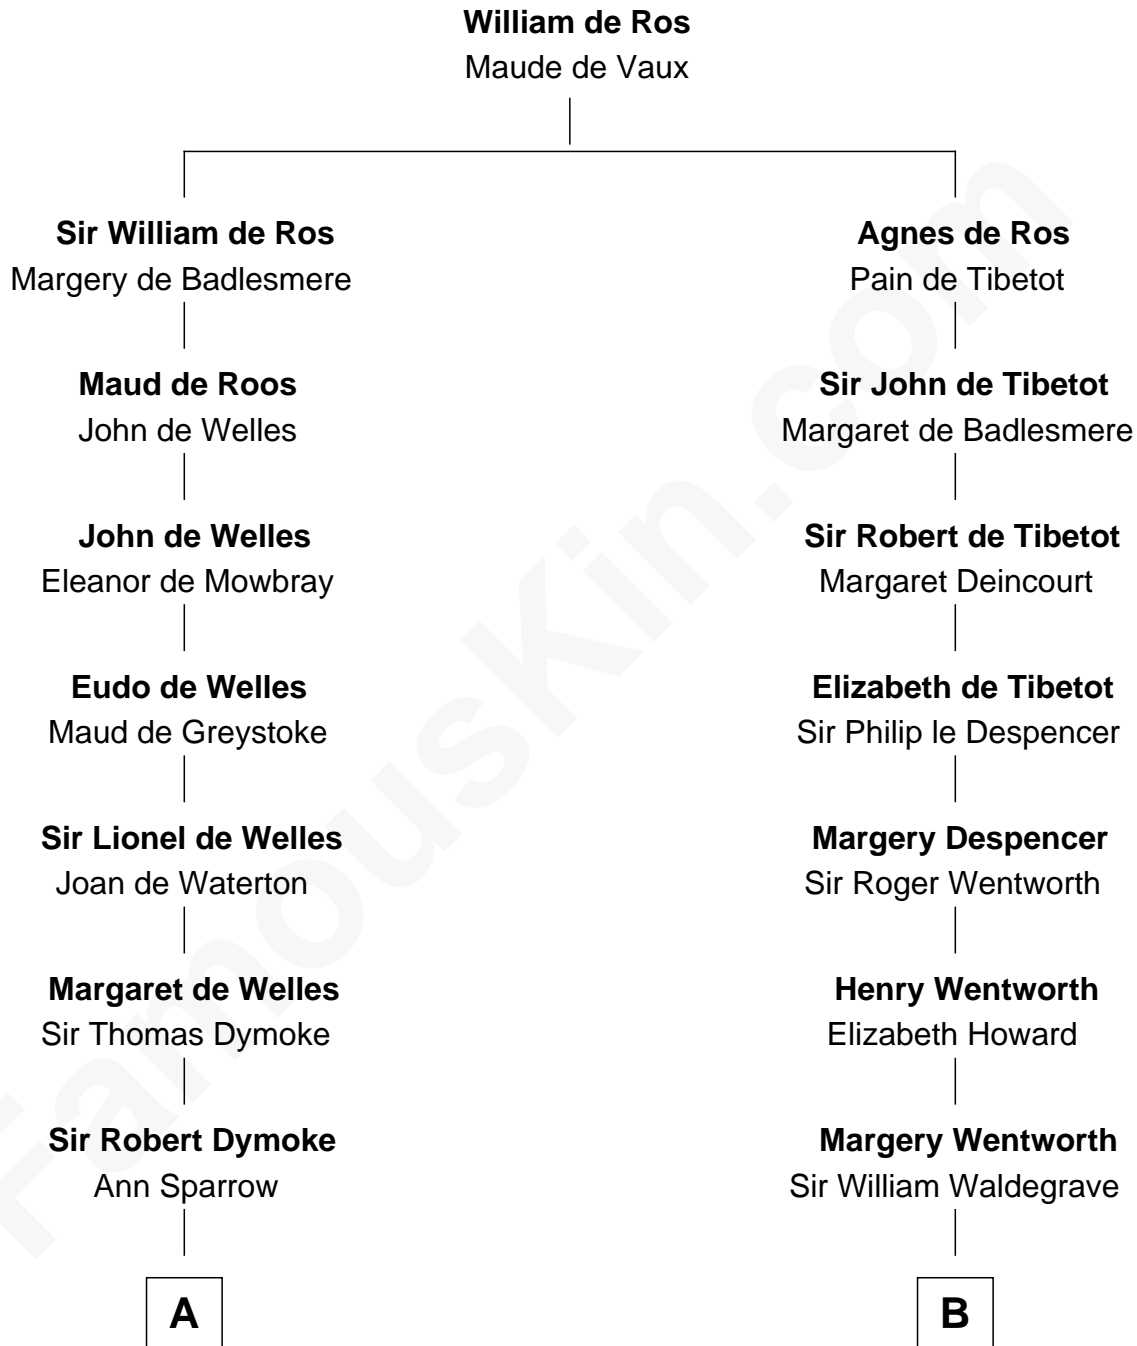 William de Ros
Maude de Vaux
Sir William de Ros
Margery de Badlesmere
Maud de Roos
John de Welles
John de Welles
Eleanor de Mowbray
Eudo de Welles
Maud de Greystoke
Sir Lionel de Welles
Joan de Waterton
Margaret de Welles
Sir Thomas Dymoke
Sir Robert Dymoke
Ann Sparrow
A
Agnes de Ros
Pain de Tibetot
Sir John de Tibetot
Margaret de Badlesmere
Sir Robert de Tibetot
Margaret Deincourt
Elizabeth de Tibetot
Sir Philip le Despencer
Margery Despencer
Sir Roger Wentworth
Henry Wentworth
Elizabeth Howard
Margery Wentworth
Sir William Waldegrave
B
FamousKin.com